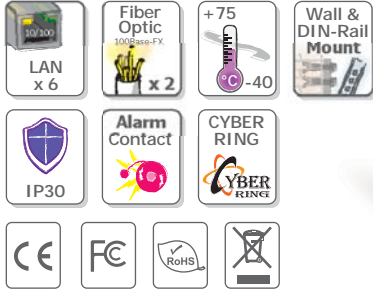 10/100
LAN
x 6
Fiber
Optic
100Base-FX
x 2
+75
°C
-40
Wall &
DIN-Rail
Mount
IP30
Alarm
Contact
CYBER
RING
CYBER
RING
CE
FC
RoHS